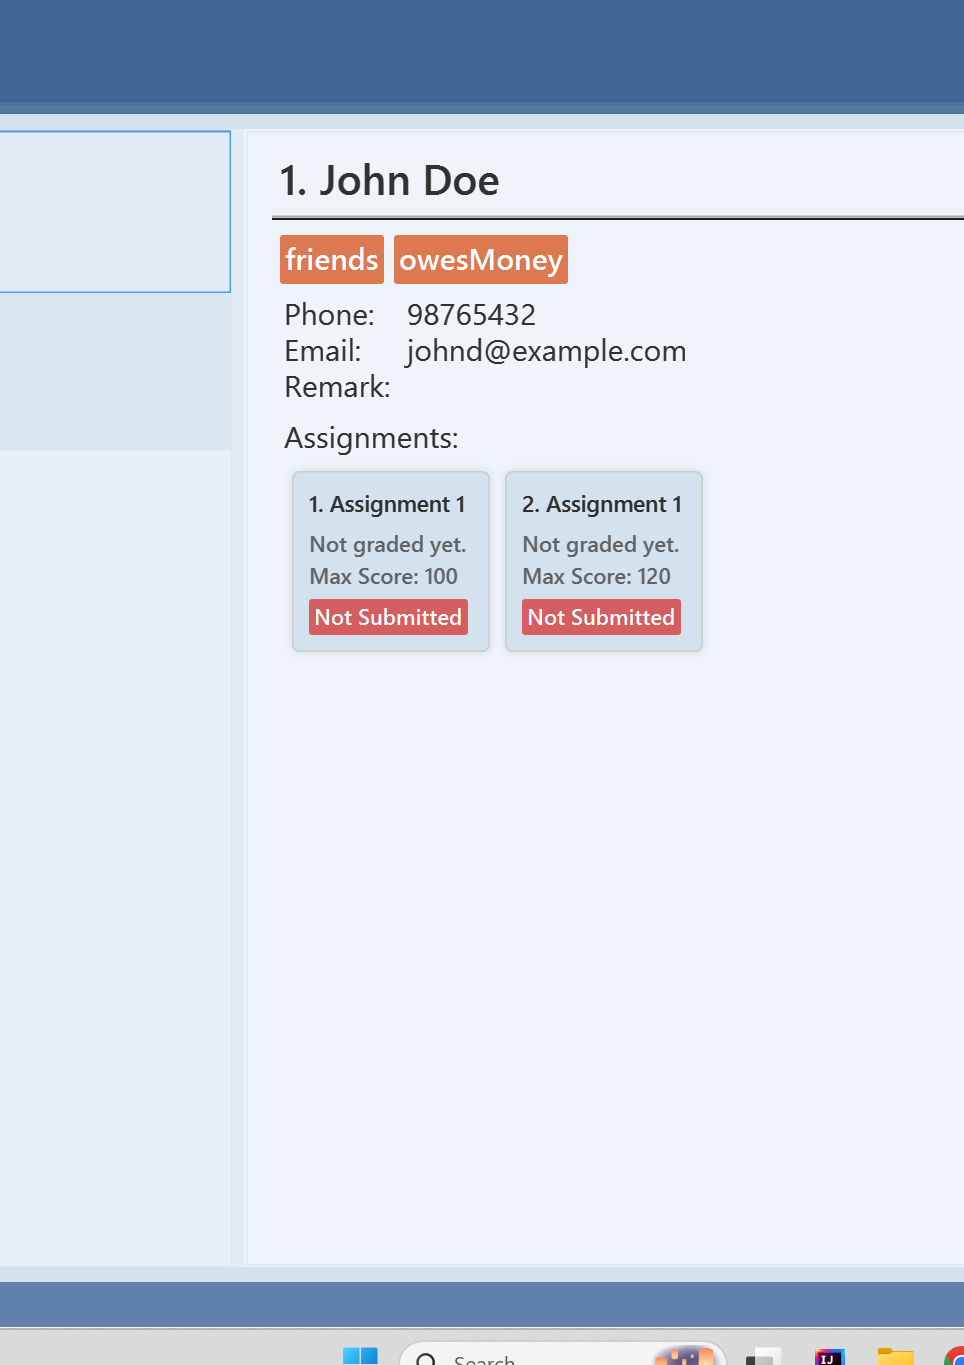 1. John Doe
friends owesMoney
Phone: 98765432
Email: johnd@example.com
Remark:
Assignments:
1. Assignment 1
Not graded yet.
Max Score: 100
Not Submitted
2. Assignment 1
Not graded yet.
Max Score: 120
Not Submitted
Search
IJ